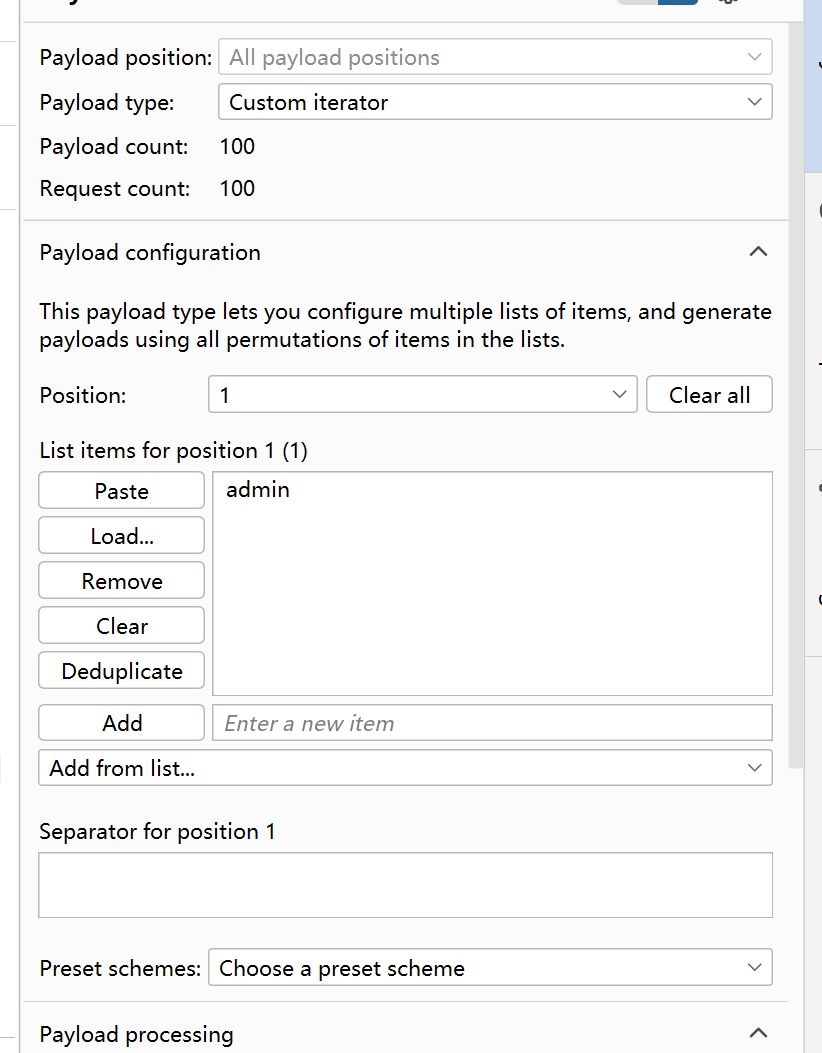 Payload position: All payload positions
Payload type: Custom iterator
Payload count: 100
Request count: 100
Payload configuration
This payload type lets you configure multiple lists of items, and generate
payloads using all permutations of items in the lists.
Position: 1 Clear all
List items for position 1 (1)
Paste
admin
Load...
Remove
Clear
Deduplicate
Add Enter a new item
Add from list...
Separator for position 1
Preset schemes: Choose a preset scheme
Payload processing